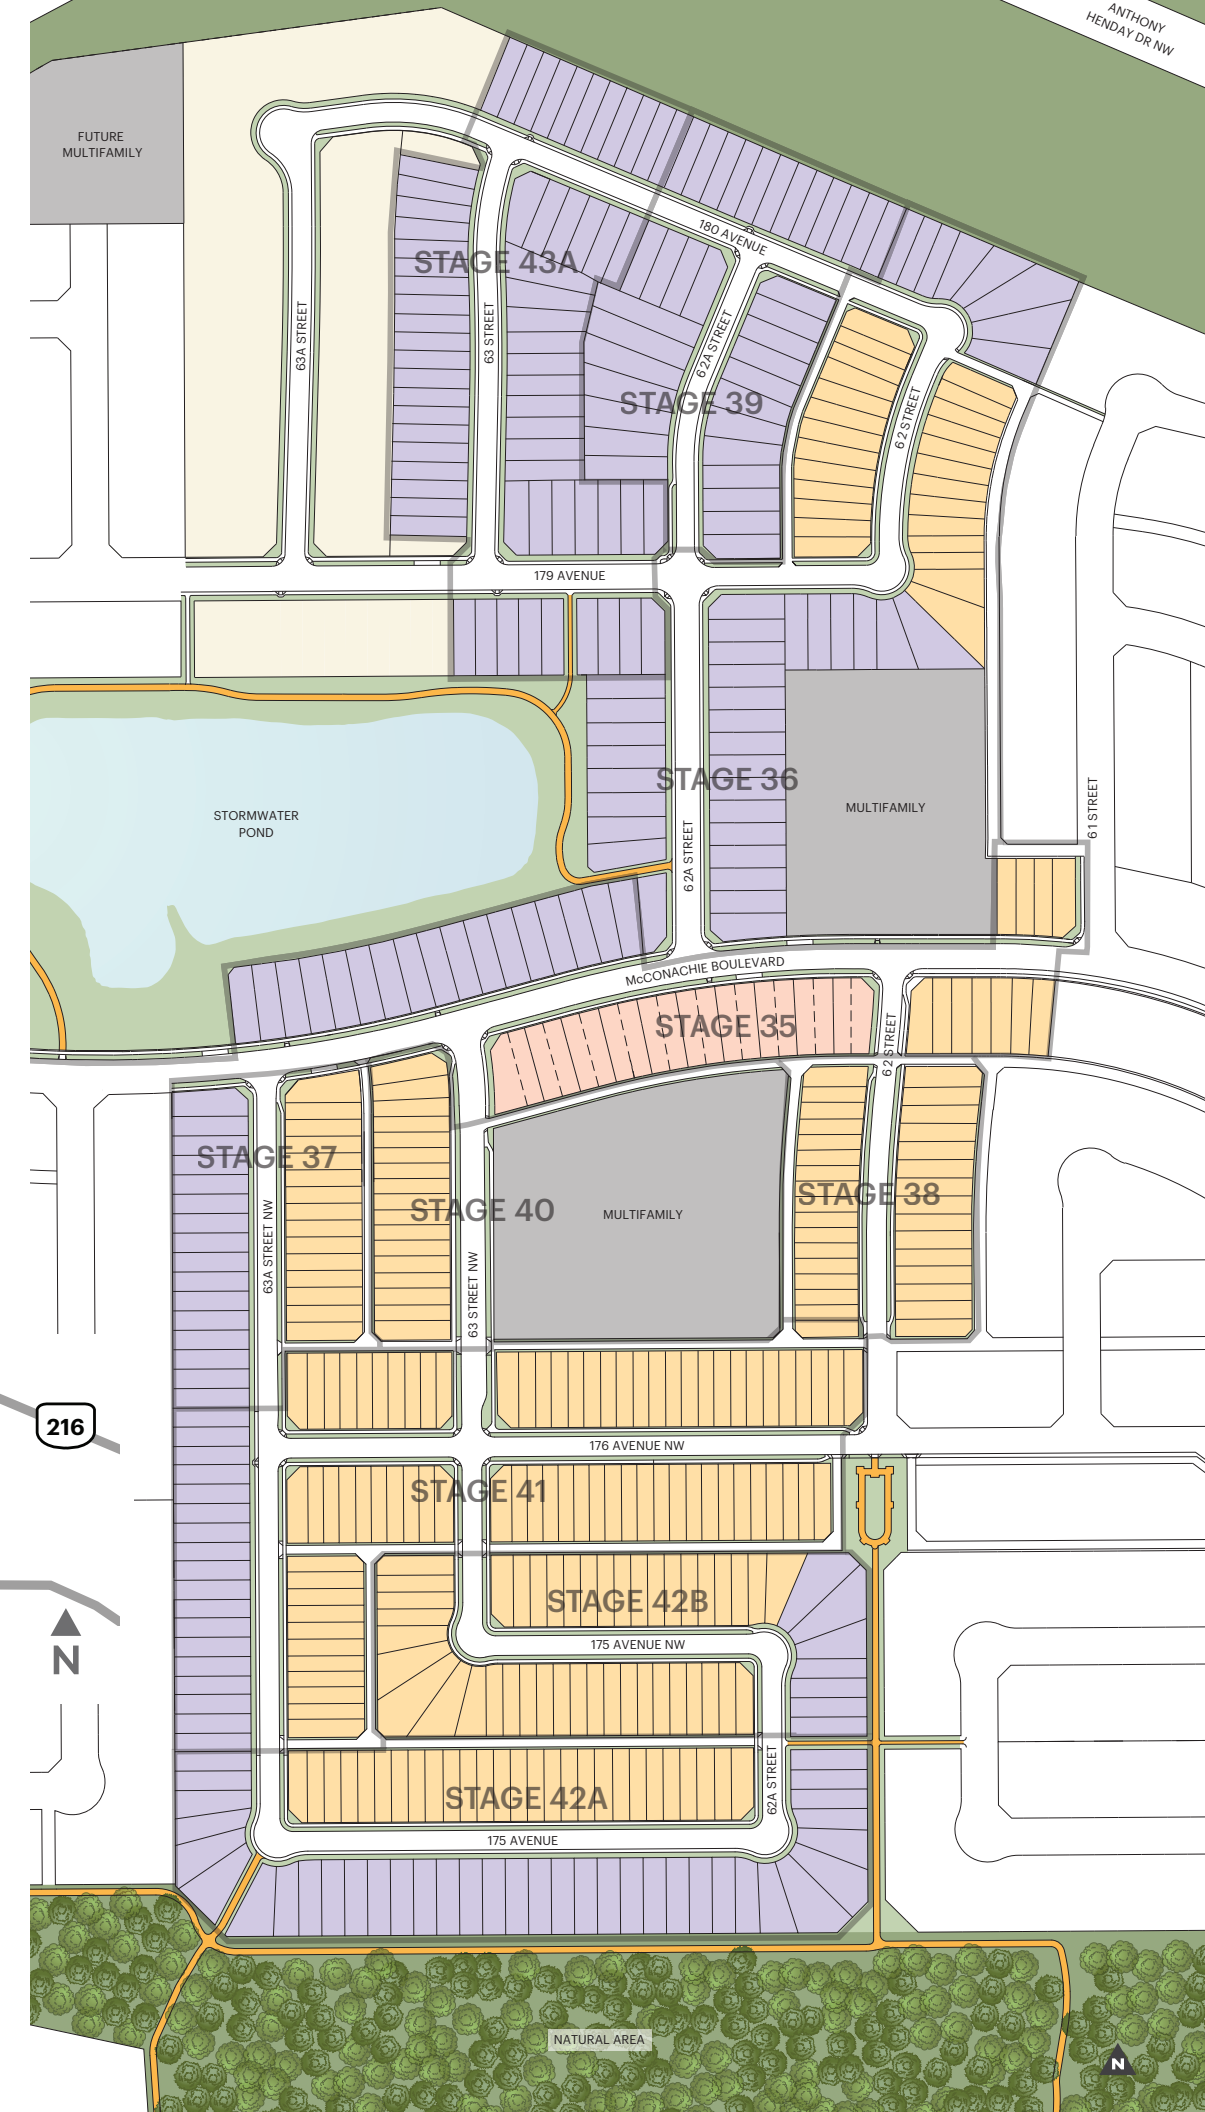 ANTHONY
HENDAY DR NW
FUTURE
MULTIFAMILY
180 AVENUE
STAGE 43A
63A STREET
63 STREET
62A STREET
STAGE 39
62 STREET
179 AVENUE
STAGE 36
MULTIFAMILY
61 STREET
STORMWATER
POND
62A STREET
McCONACHIE BOULEVARD
STAGE 35
62 STREET
STAGE 37
STAGE 38
STAGE 40
MULTIFAMILY
63A STREET NW
63 STREET NW
216
176 AVENUE NW
STAGE 41
STAGE 42B
175 AVENUE NW
N
62A STREET
STAGE 42A
175 AVENUE
NATURAL AREA
N